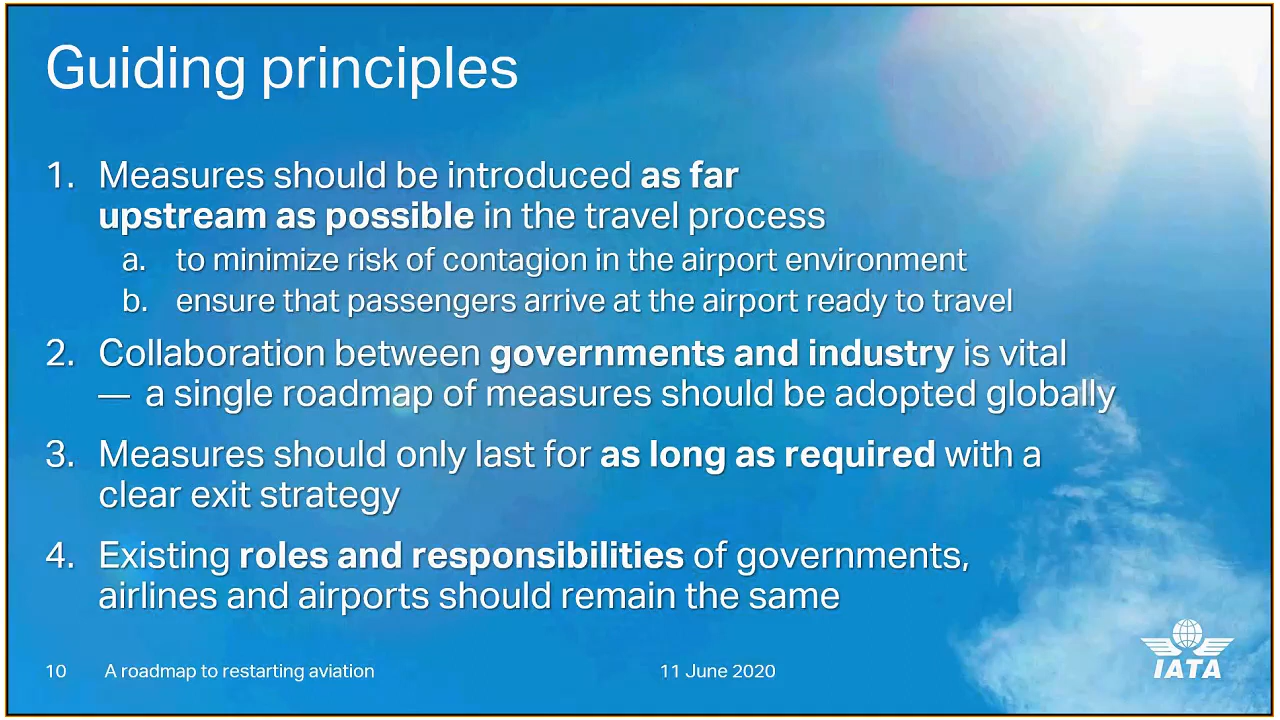 Guiding principles
1. Measures should be introduced as far
upstream as possible in the travel process
a. to minimize risk of contagion in the airport environment
b. ensure that passengers arrive at the airport ready to travel
2. Collaboration between governments and industry is vital
— a single roadmap of measures should be adopted globally
3. Measures should only last for as long as required with a
clear exit strategy
4. Existing roles and responsibilities of governments,
airlines and airports should remain the same
10 A roadmap to restarting aviation 11 June 2020
IATA